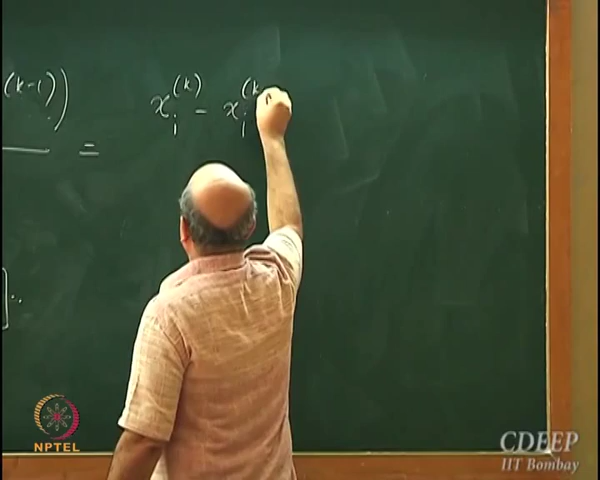 (k-1)) = x_i^(k) - x_i^(k
NPTEL
CDEEP
IIT Bombay